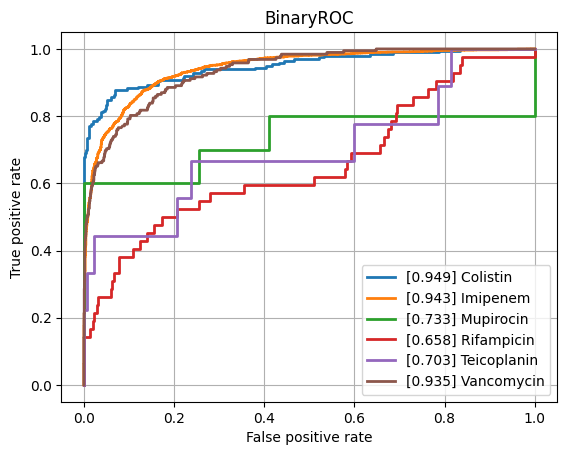 BinaryROC
True positive rate
1.0
0.8
0.6
0.4
0.2
0.0
[0.949] Colistin
[0.943] Imipenem
[0.733] Mupirocin
[0.658] Rifampicin
[0.703] Teicoplanin
[0.935] Vancomycin
0.0 0.2 0.4 0.6 0.8 1.0
False positive rate